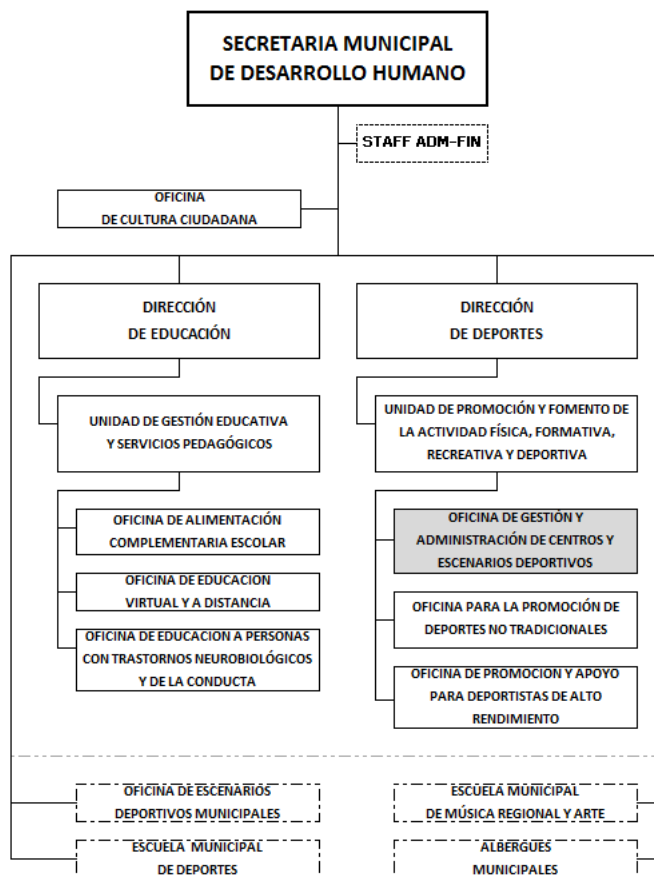 SECRETARIA MUNICIPAL
DE DESARROLLO HUMANO
STAFF ADM-FIN
OFICINA
DE CULTURA CIUDADANA
DIRECCIÓN
DE EDUCACIÓN
DIRECCIÓN
DE DEPORTES
UNIDAD DE GESTIÓN EDUCATIVA
Y SERVICIOS PEDAGÓGICOS
UNIDAD DE PROMOCIÓN Y FOMENTO DE
LA ACTIVIDAD FÍSICA, FORMATIVA,
RECREATIVA Y DEPORTIVA
OFICINA DE ALIMENTACIÓN
COMPLEMENTARIA ESCOLAR
OFICINA DE EDUCACION
VIRTUAL Y A DISTANCIA
OFICINA DE EDUCACION A PERSONAS
CON TRASTORNOS NEUROBIOLÓGICOS
Y DE LA CONDUCTA
OFICINA DE GESTIÓN Y
ADMINISTRACIÓN DE CENTROS Y
ESCENARIOS DEPORTIVOS
OFICINA PARA LA PROMOCIÓN DE
DEPORTES NO TRADICIONALES
OFICINA DE PROMOCION Y APOYO
PARA DEPORTISTAS DE ALTO
RENDIMIENTO
OFICINA DE ESCENARIOS
DEPORTIVOS MUNICIPALES
ESCUELA MUNICIPAL
DE MÚSICA REGIONAL Y ARTE
ESCUELA MUNICIPAL
DE DEPORTES
ALBERGUES
MUNICIPALES